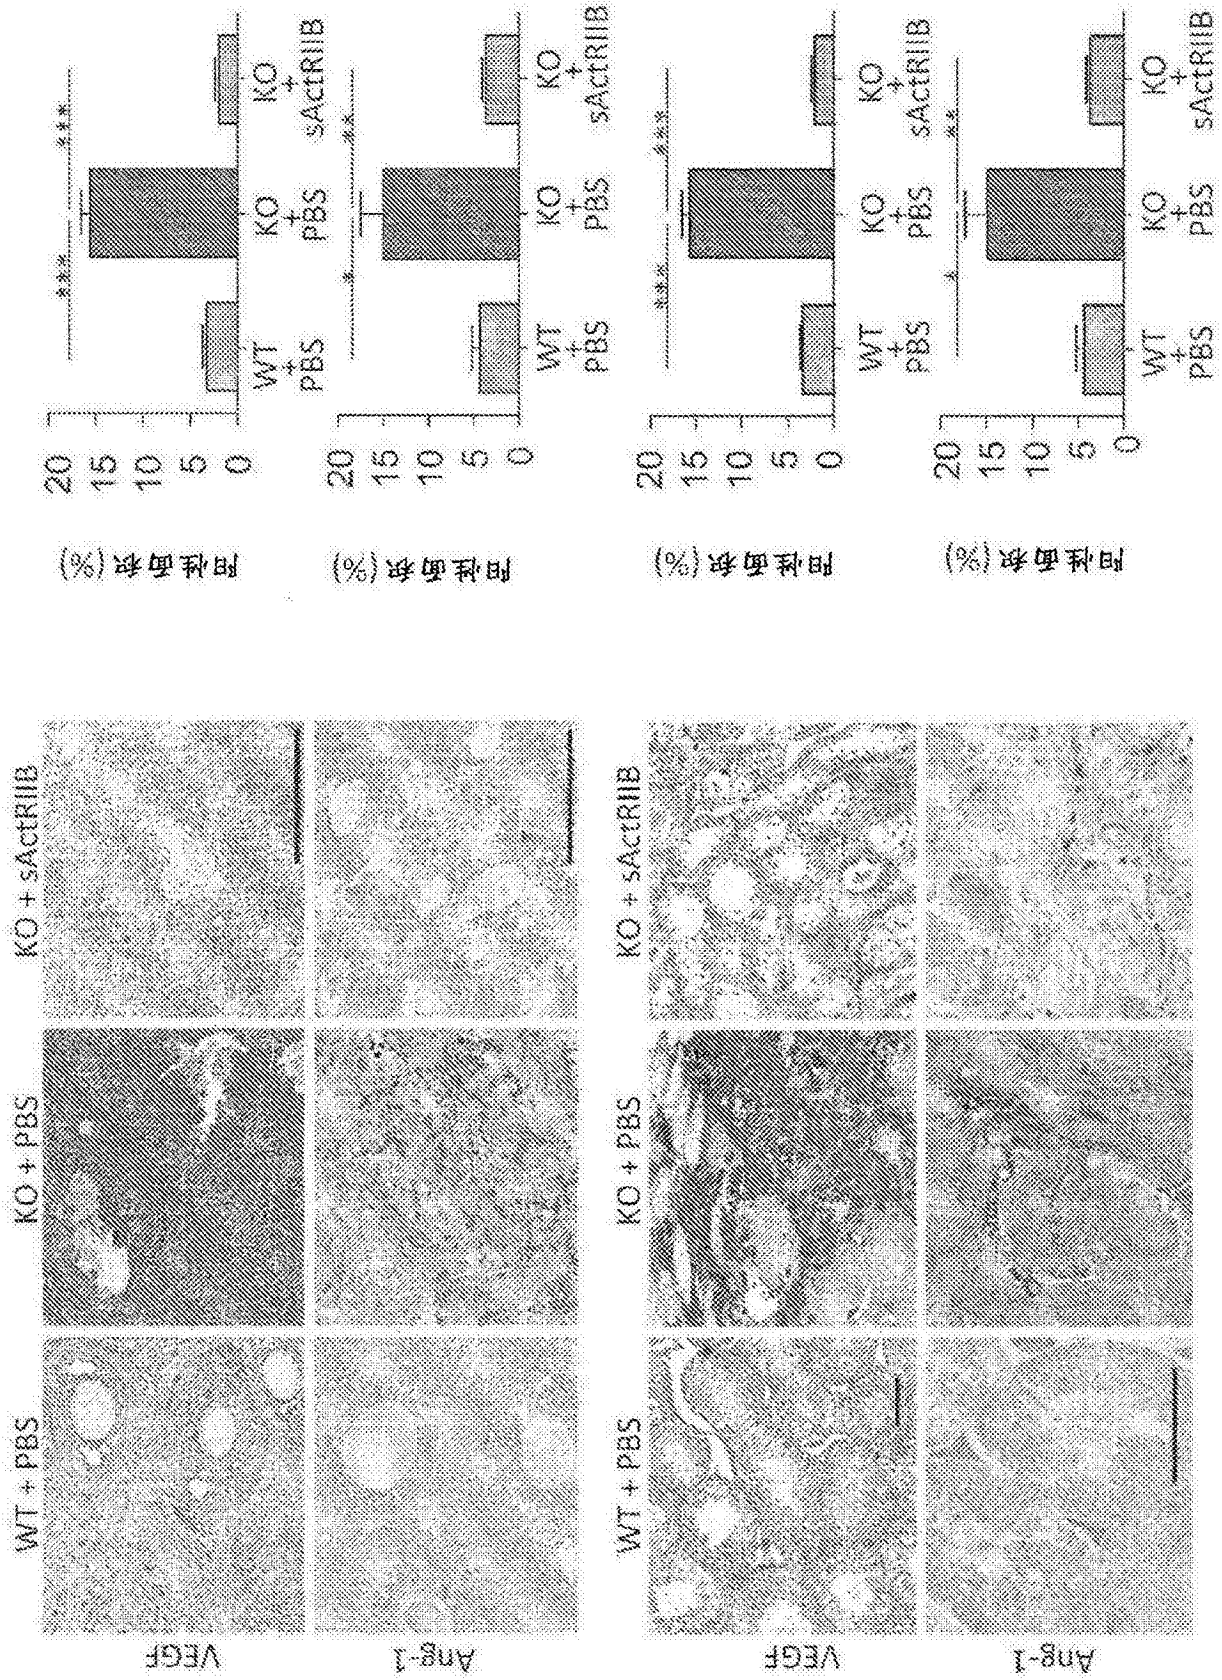 WT + PBS
KO + PBS
KO + sActRIIB
VEGF
Ang-1
阳性面积 (%)
20
15
10
5
0
***
***
WT
+
PBS
KO
+
PBS
KO
+
sActRIIB
阳性面积 (%)
20
15
10
5
0
*
**
WT
+
PBS
KO
+
PBS
KO
+
sActRIIB
WT + PBS
KO + PBS
KO + sActRIIB
VEGF
Ang-1
阳性面积 (%)
20
15
10
5
0
***
***
WT
+
PBS
KO
+
PBS
KO
+
sActRIIB
阳性面积 (%)
20
15
10
5
0
*
**
WT
+
PBS
KO
+
PBS
KO
+
sActRIIB